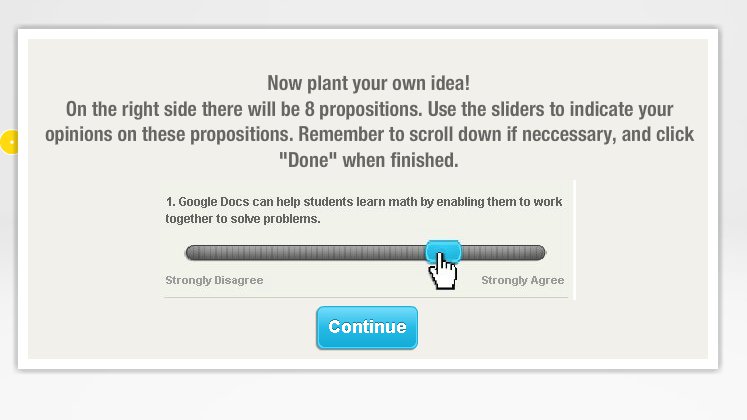 Now plant your own idea!
On the right side there will be 8 propositions. Use the sliders to indicate your
opinions on these propositions. Remember to scroll down if neccessary, and click
"Done" when finished.
1. Google Docs can help students learn math by enabling them to work
together to solve problems.
Strongly Disagree Strongly Agree
Continue